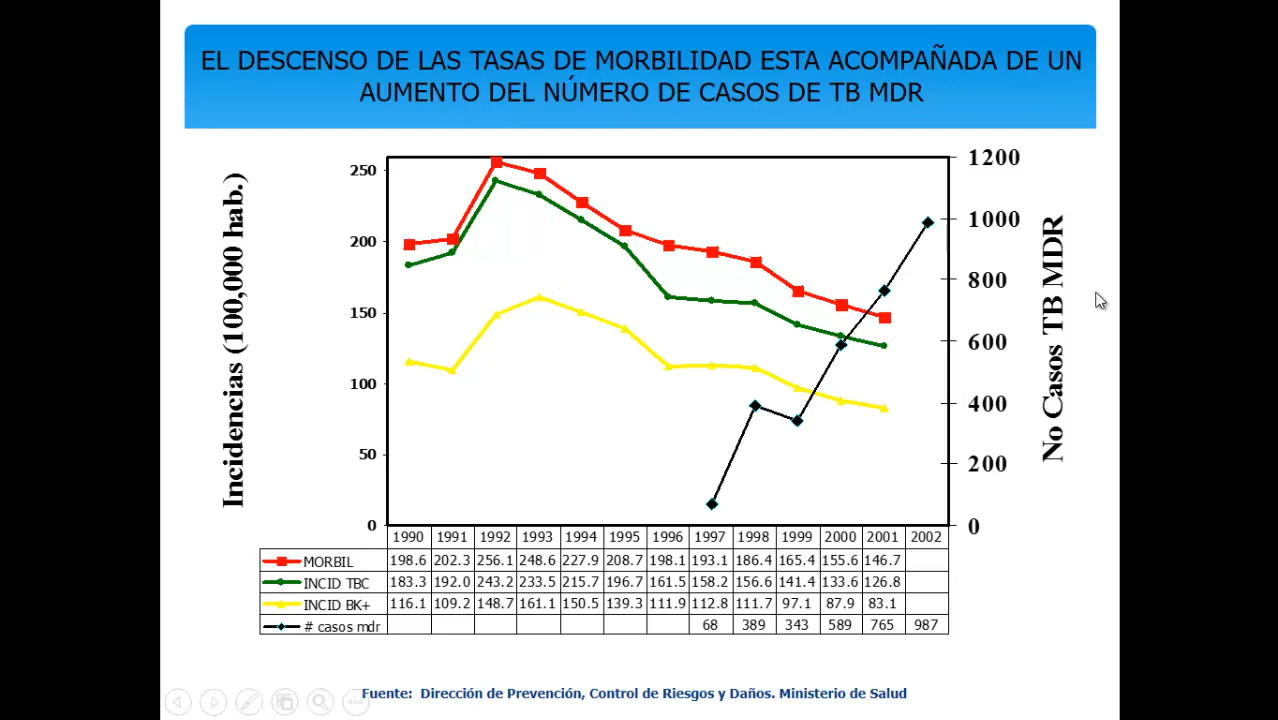 EL DESCENSO DE LAS TASAS DE MORBILIDAD ESTA ACOMPAÑADA DE UN
AUMENTO DEL NÚMERO DE CASOS DE TB MDR
Incidencias (100,000 hab.)
250
200
150
100
50
0
1200
1000
800
600
400
200
0
No Casos TB MDR
1990 1991 1992 1993 1994 1995 1996 1997 1998 1999 2000 2001 2002
MORBIL 198.6 202.3 256.1 248.6 227.9 208.7 198.1 193.1 186.4 165.4 155.6 146.7
INCID TBC 183.3 192.0 243.2 233.5 215.7 196.7 161.5 158.2 156.6 141.4 133.6 126.8
INCID BK+ 116.1 109.2 148.7 161.1 150.5 139.3 111.9 112.8 111.7 97.1 87.9 83.1
# casos mdr 68 389 343 589 765 987
Fuente: Dirección de Prevención, Control de Riesgos y Daños. Ministerio de Salud